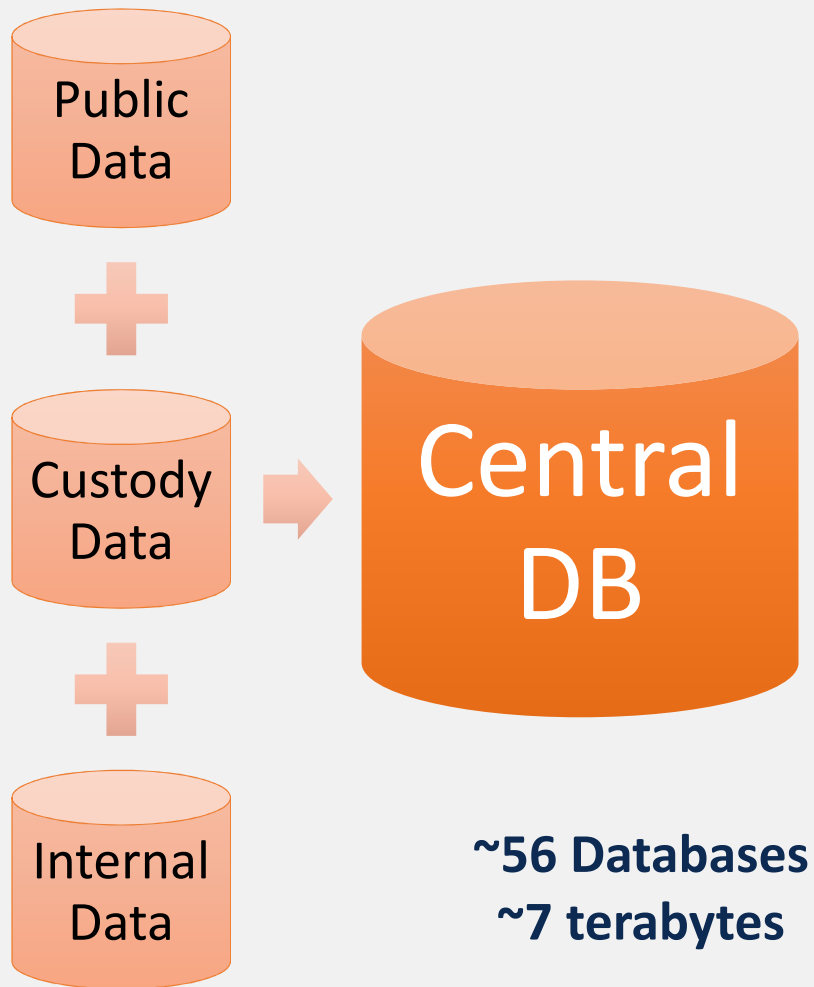 Public
Data
Custody
Data
Internal
Data
Central
DB
~56 Databases
~7 terabytes